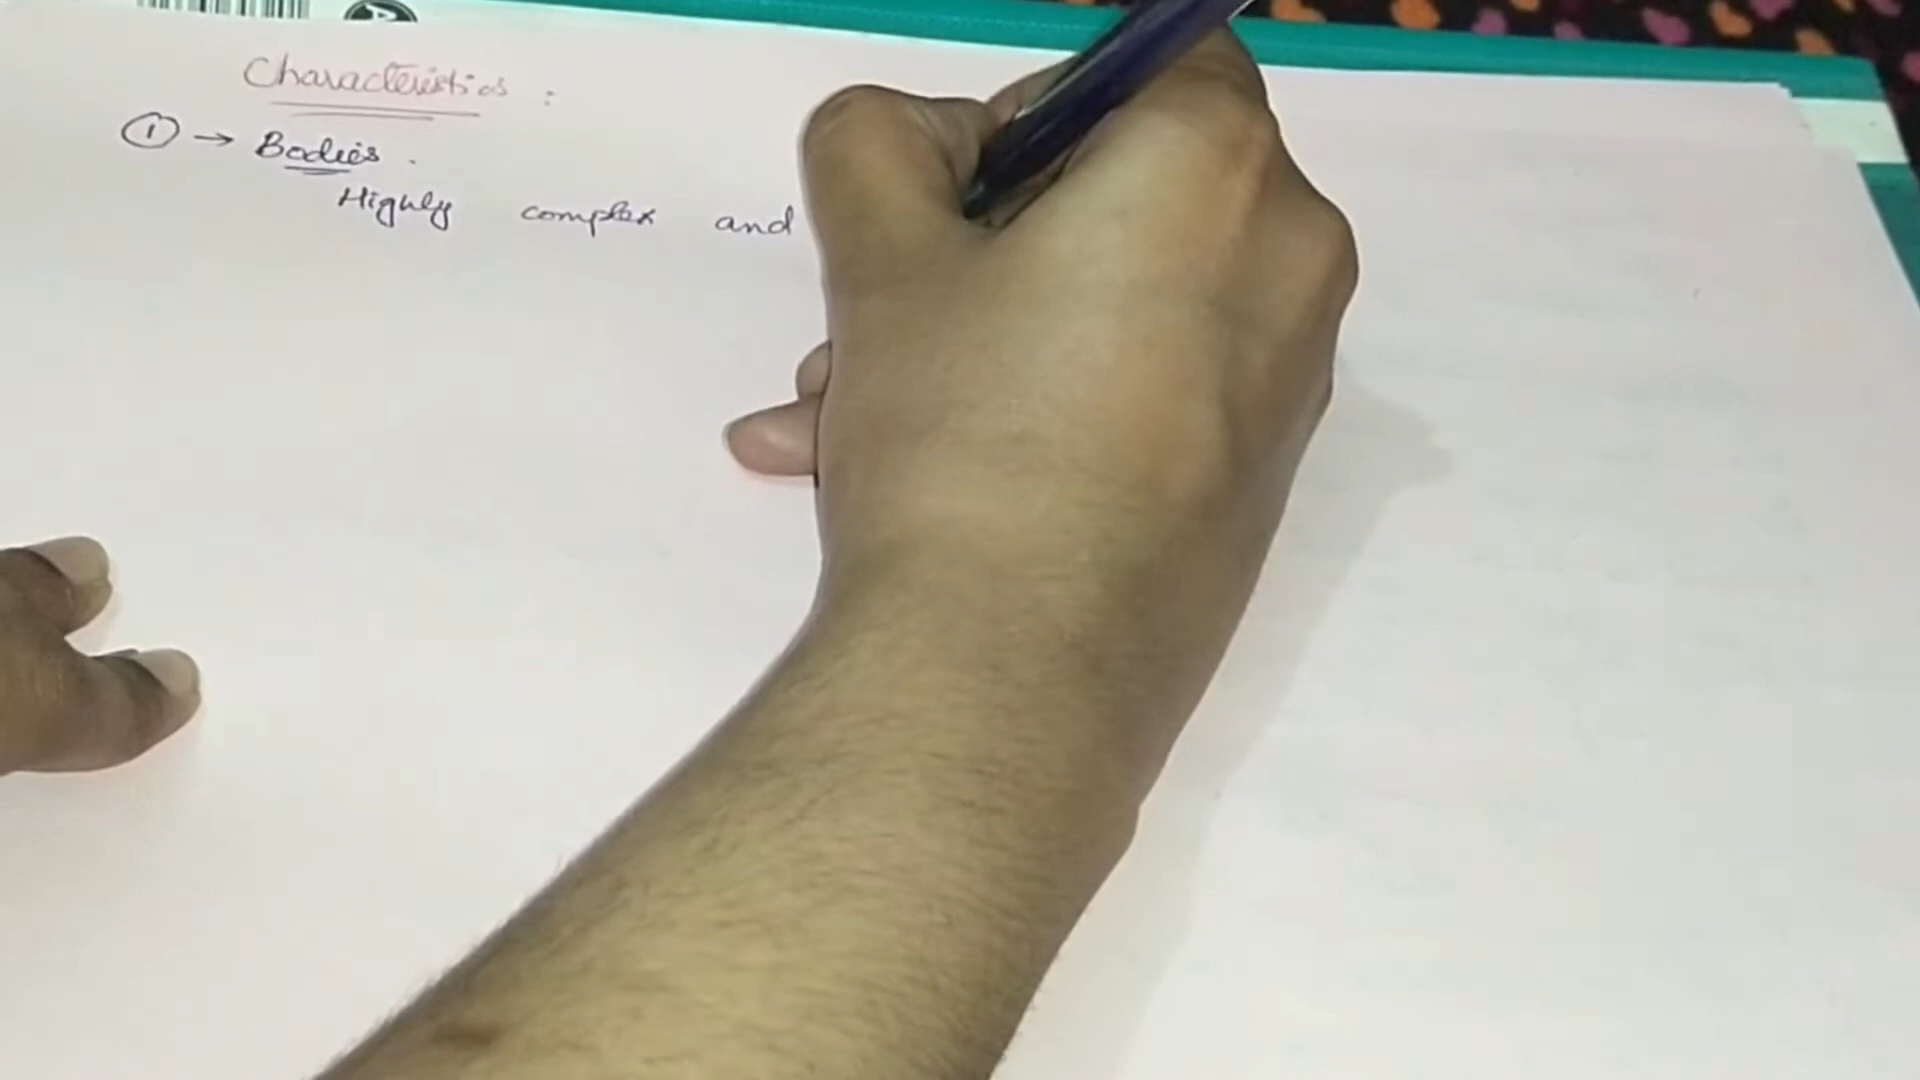 Characteristics :
① → Bodies .
Highly complex and